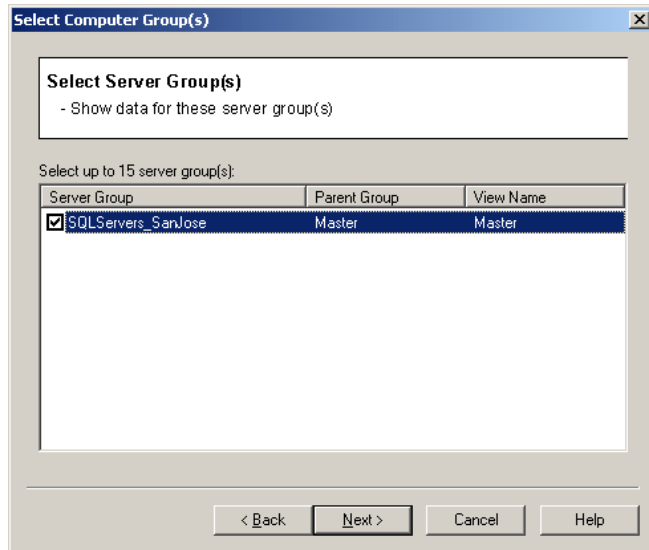 Select Computer Group(s)
Select Server Group(s)
- Show data for these server group(s)
Select up to 15 server group(s):
Server Group Parent Group View Name
SQLServers_SanJose Master Master
< Back Next > Cancel Help